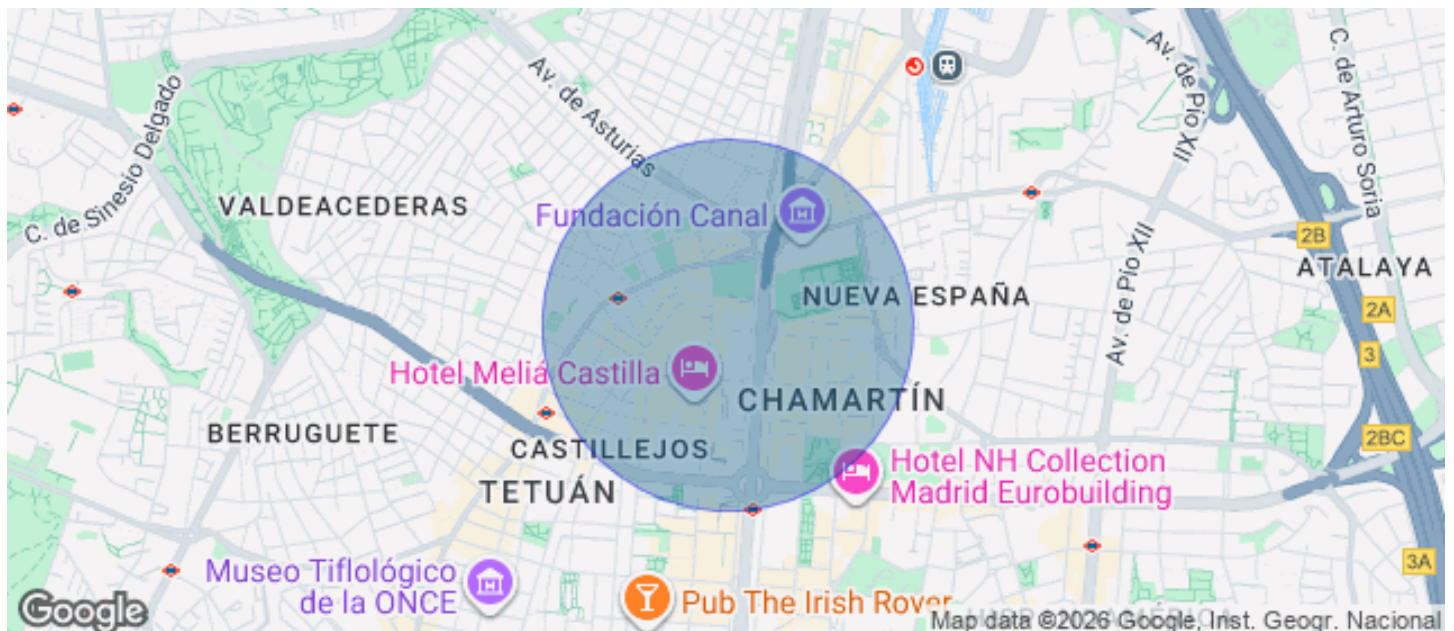 Av. de Asturias
C. de Sinesio Delgado
VALDEACEDERAS
Fundación Canal
Av. de Pío XII
C. de Arturo Soria
2B
ATALAYA
NUEVA ESPAÑA
2A
Av. de Pío XII
3
Hotel Meliá Castilla
CHAMARTÍN
BERRUGUETE
CASTILLEJOS
2BC
TETUÁN
Hotel NH Collection
Madrid Eurobuilding
3A
Museo Tiflológico
de la ONCE
Pub The Irish Rover
Google
Map data ©2026 Google, Inst. Geogr. Nacional